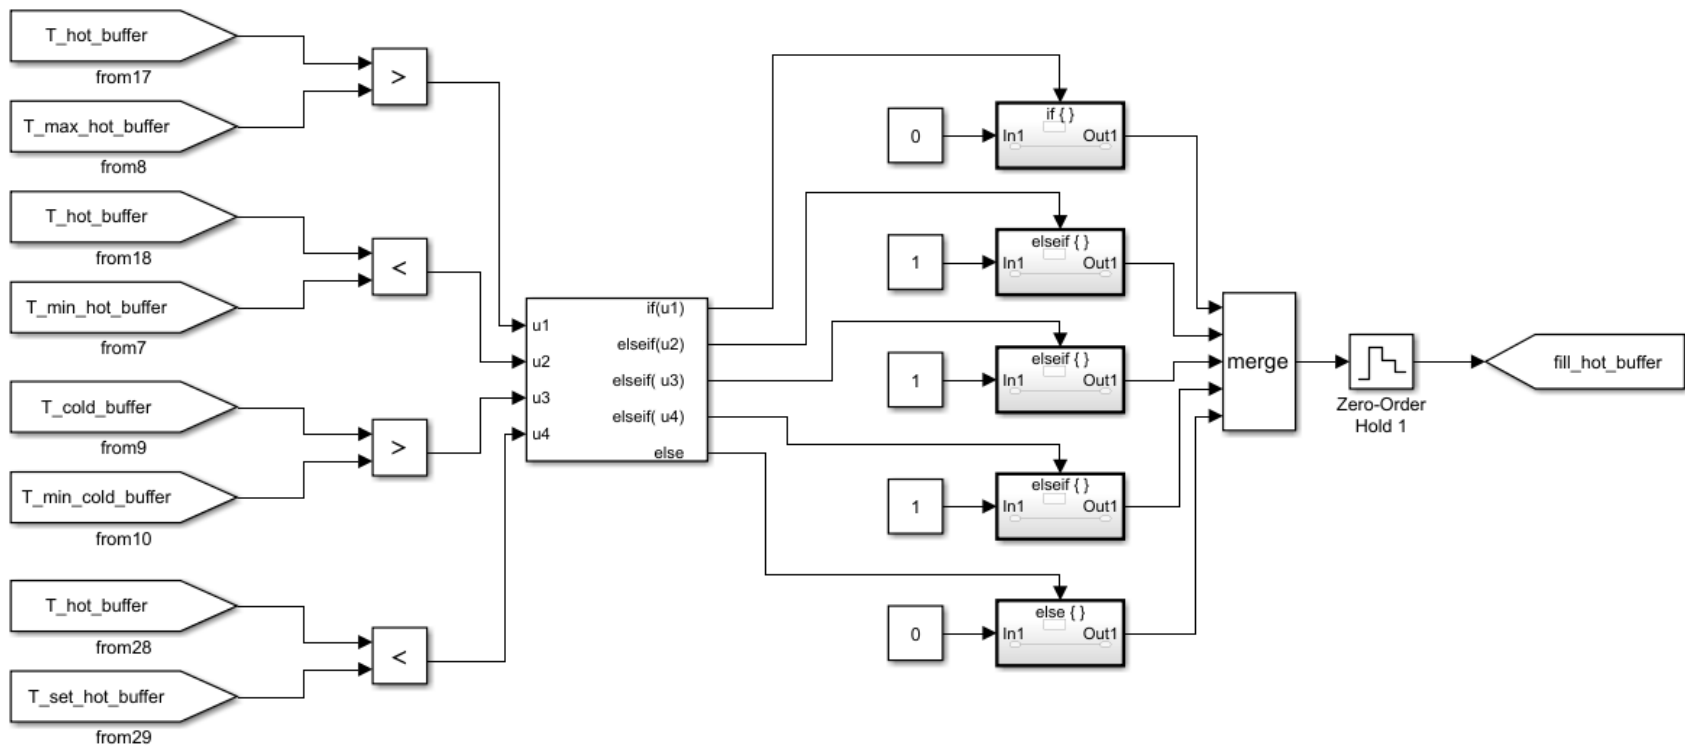 T_hot_buffer
from17
T_max_hot_buffer
from8
>
T_hot_buffer
from18
T_min_hot_buffer
from7
<
T_cold_buffer
from9
T_min_cold_buffer
from10
>
T_hot_buffer
from28
T_set_hot_buffer
from29
<
u1
u2
u3
u4
if(u1)
elseif(u2)
elseif( u3)
elseif( u4)
else
0
if { }
In1 Out1
1
elseif { }
In1 Out1
1
elseif { }
In1 Out1
1
elseif { }
In1 Out1
0
else { }
In1 Out1
merge
Zero-Order
Hold 1
fill_hot_buffer